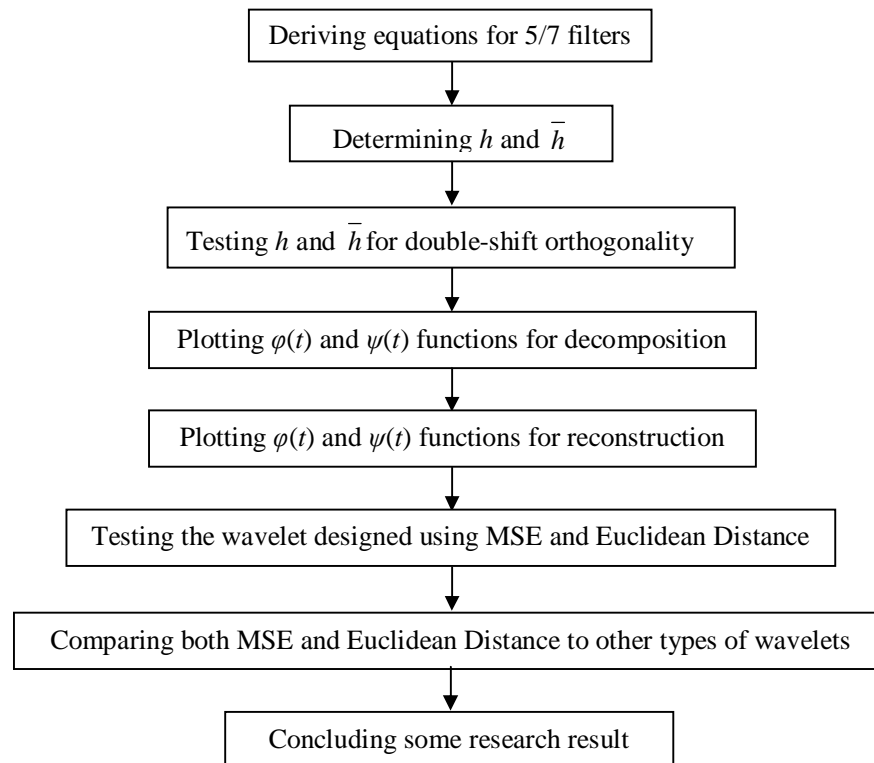 Deriving equations for 5/7 filters
Determining h and h̅
Testing h and h̅ for double-shift orthogonality
Plotting φ(t) and ψ(t) functions for decomposition
Plotting φ(t) and ψ(t) functions for reconstruction
Testing the wavelet designed using MSE and Euclidean Distance
Comparing both MSE and Euclidean Distance to other types of wavelets
Concluding some research result